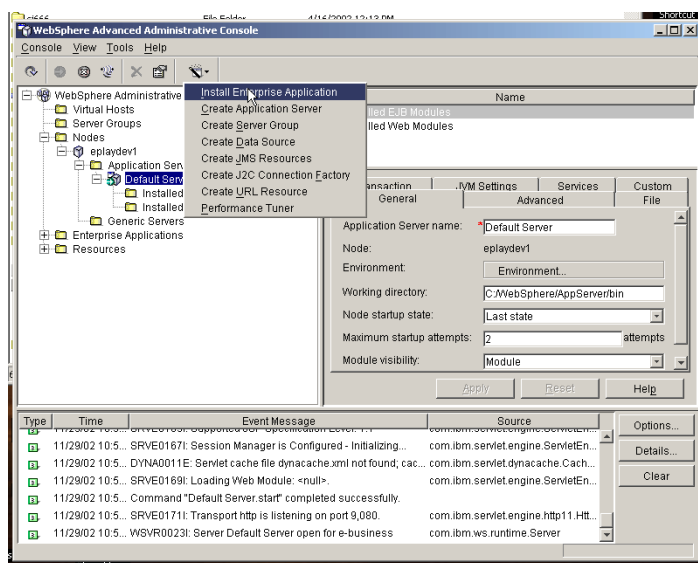 File Folder 4/16/2002 12:13 PM
Shortcut
WebSphere Advanced Administrative Console
Console View Tools Help
WebSphere Administrative
Virtual Hosts
Server Groups
Nodes
eplaydev1
Application Serv
Default Serv
Installed
Installed
Generic Servers
Enterprise Applications
Resources
Install Enterprise Application
Create Application Server
Create Server Group
Create Data Source
Create JMS Resources
Create J2C Connection Factory
Create URL Resource
Performance Tuner
Name
lled EJB Modules
lled Web Modules
ansaction JVM Settings Services Custom
General Advanced File
Application Server name: *Default Server
Node: eplaydev1
Environment: Environment...
Working directory: C:/WebSphere/AppServer/bin
Node startup state: Last state
Maximum startup attempts: 2 attempts
Module visibility: Module
Apply Reset Help
Type Time Event Message Source
11/29/02 10:5... SRVE0167I: Session Manager is Configured - Initializing... com.ibm.servlet.engine.ServletEn...
11/29/02 10:5... DYNA0011E: Servlet cache file dynacache.xml not found; cac... com.ibm.servlet.dynacache.Cach...
11/29/02 10:5... SRVE0169I: Loading Web Module: <null>. com.ibm.servlet.engine.ServletEn...
11/29/02 10:5... Command "Default Server.start" completed successfully.
11/29/02 10:5... SRVE0171I: Transport http is listening on port 9,080. com.ibm.servlet.engine.http11.Htt...
11/29/02 10:5... WSVR0023I: Server Default Server open for e-business com.ibm.ws.runtime.Server
Options...
Details...
Clear